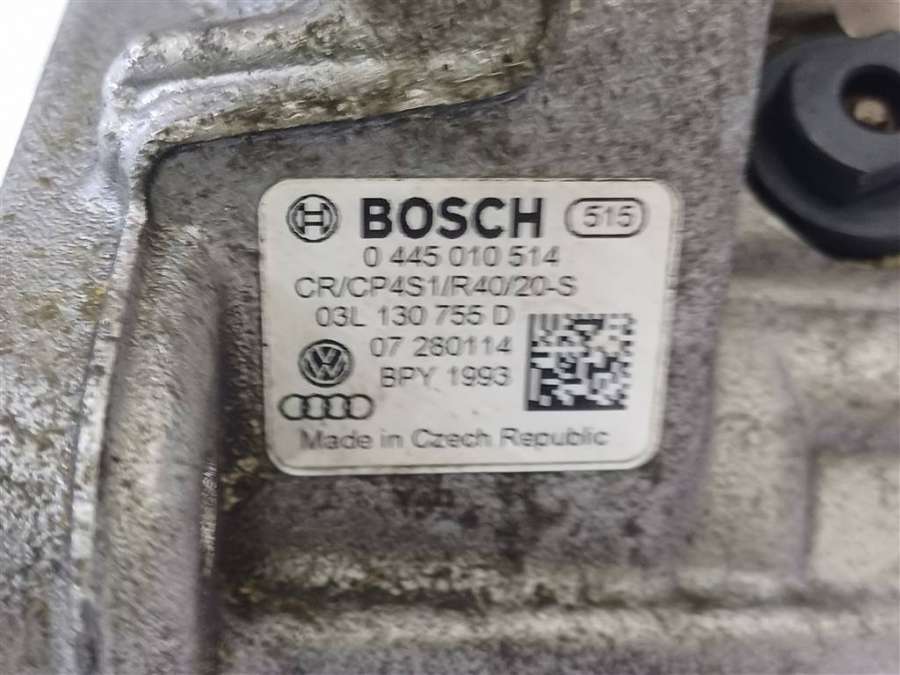 BOSCH 515
0 445 010 514
CR/CP4S1/R40/20-S
03L 130 755 D
07 280114
BPY 1993
Made in Czech Republic